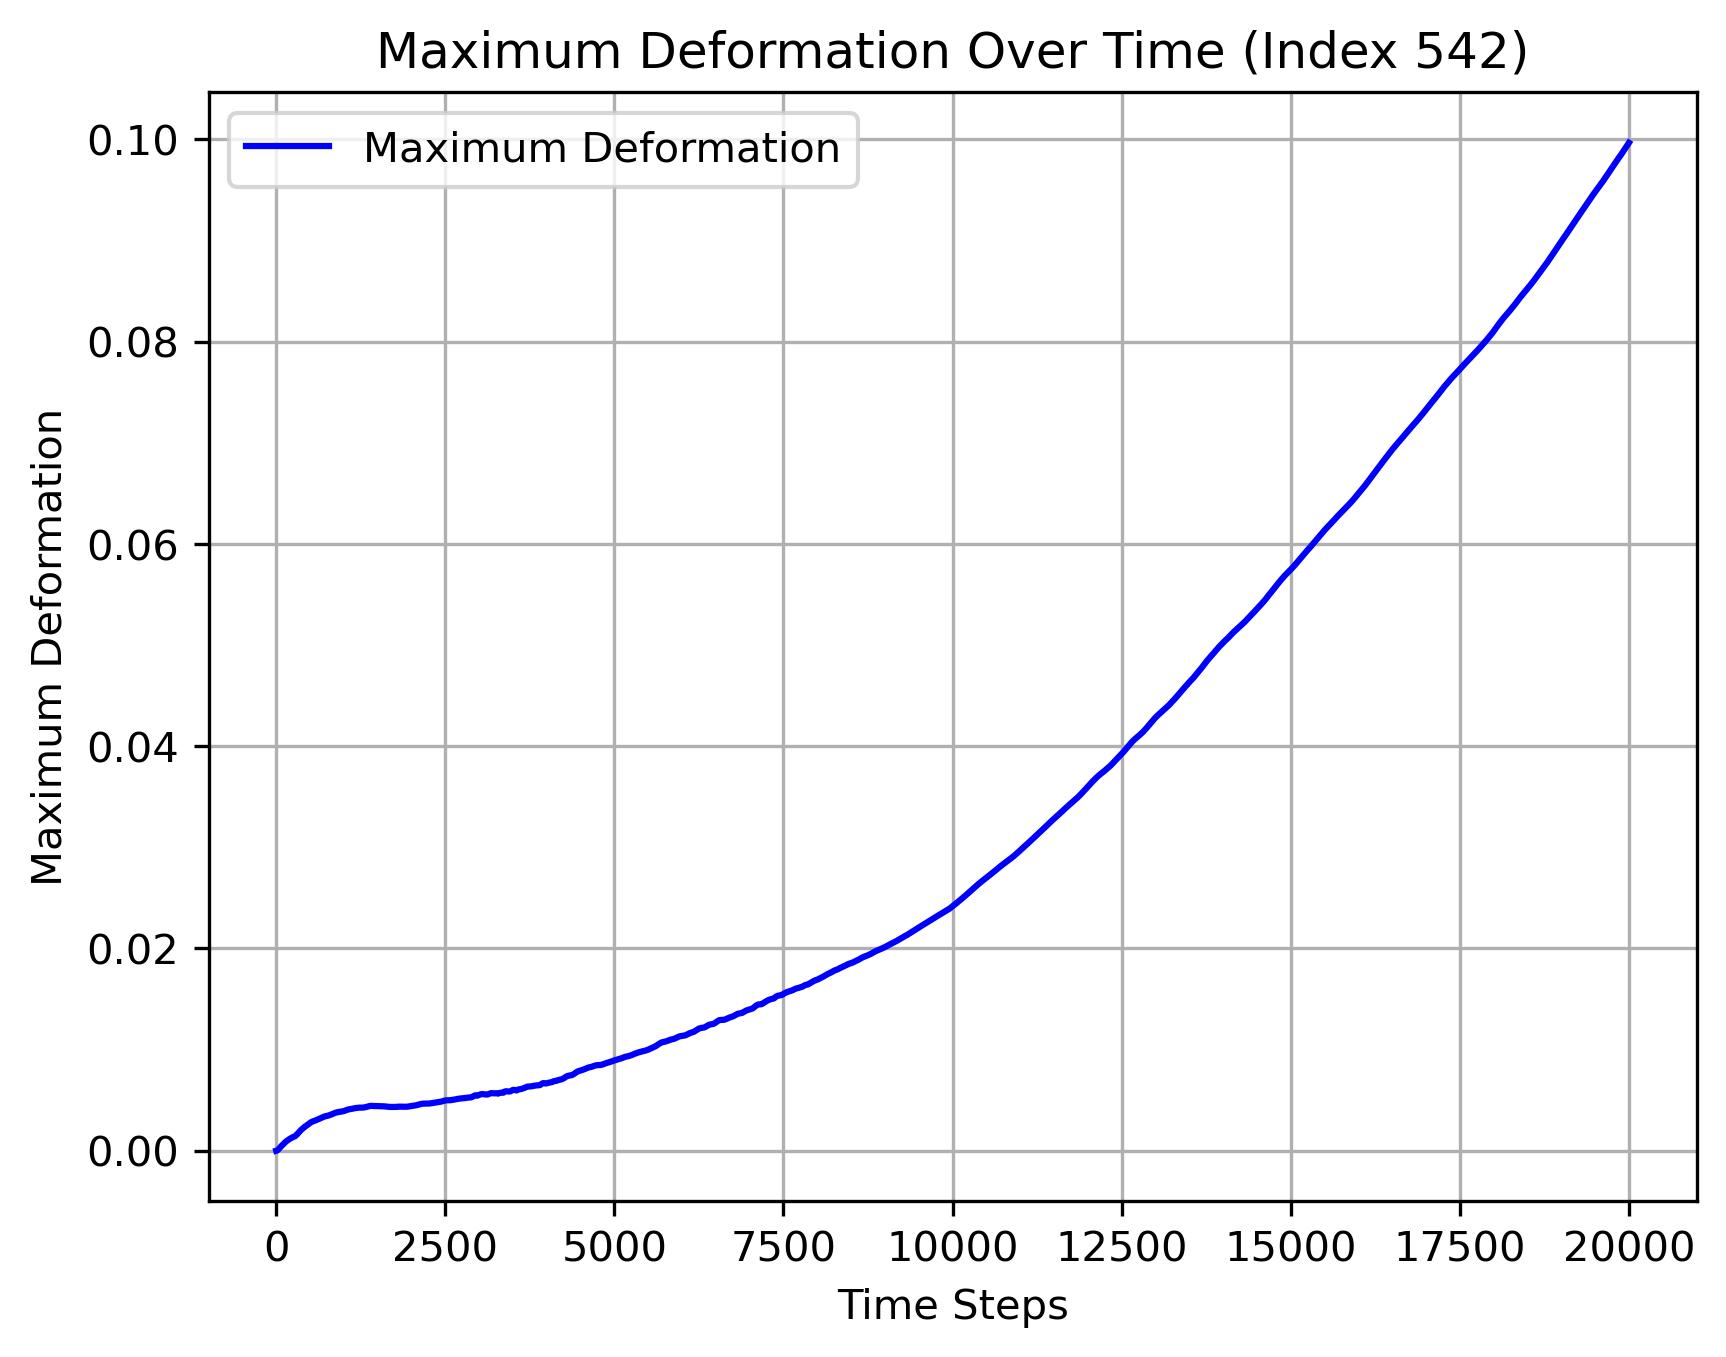 Maximum Deformation Over Time (Index 542)
Maximum Deformation
0.10
0.08
0.06
0.04
0.02
0.00
Maximum Deformation
0 2500 5000 7500 10000 12500 15000 17500 20000
Time Steps